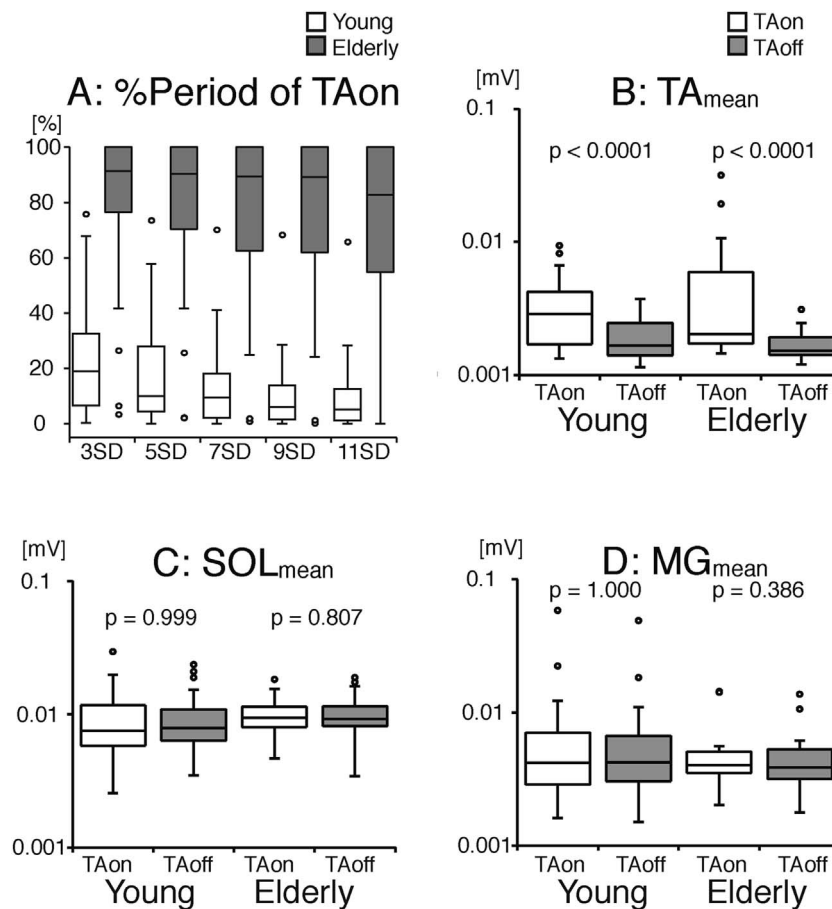 Young
Elderly
A: %Period of TAon
[%]
100
80
60
40
20
0
3SD 5SD 7SD 9SD 11SD
TAon
TAoff
B: TAmean
[mV]
0.1
p < 0.0001 p < 0.0001
0.01
0.001
TAon TAoff TAon TAoff
Young Elderly
C: SOLmean
[mV]
0.1
p = 0.999 p = 0.807
0.01
0.001
TAon TAoff TAon TAoff
Young Elderly
D: MGmean
[mV]
0.1
p = 1.000 p = 0.386
0.01
0.001
TAon TAoff TAon TAoff
Young Elderly